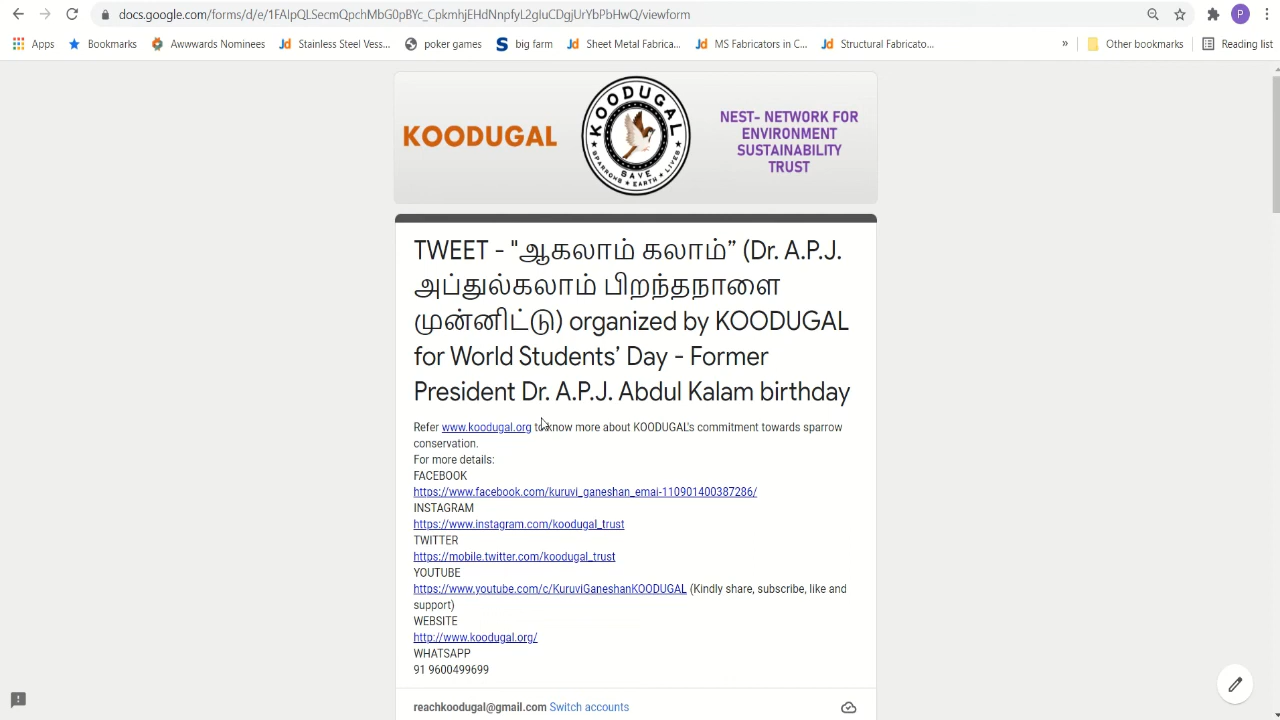 docs.google.com/forms/d/e/1FAIpQLSecmQpchMbG0pBYc_CpkmhjEHdNnpfyL2gluCDgjUrYbPbHwQ/viewform
P
Apps Bookmarks Awwwards Nominees Stainless Steel Vess... poker games big farm Sheet Metal Fabrica... MS Fabricators in C... Structural Fabricato... » Other bookmarks Reading list
KOODUGAL
KOODUGAL
SAVE
SPARROWS ★ EARTH ★ LIVES
NEST- NETWORK FOR
ENVIRONMENT
SUSTAINABILITY
TRUST
TWEET - "ஆகலாம் கலாம்” (Dr. A.P.J.
அப்துல்கலாம் பிறந்தநாளை
முன்னிட்டு) organized by KOODUGAL
for World Students’ Day - Former
President Dr. A.P.J. Abdul Kalam birthday
Refer www.koodugal.org to know more about KOODUGAL's commitment towards sparrow
conservation.
For more details:
FACEBOOK
https://www.facebook.com/kuruvi_ganeshan_emai-110901400387286/
INSTAGRAM
https://www.instagram.com/koodugal_trust
TWITTER
https://mobile.twitter.com/koodugal_trust
YOUTUBE
https://www.youtube.com/c/KuruviGaneshanKOODUGAL (Kindly share, subscribe, like and
support)
WEBSITE
http://www.koodugal.org/
WHATSAPP
91 9600499699
reachkoodugal@gmail.com Switch accounts